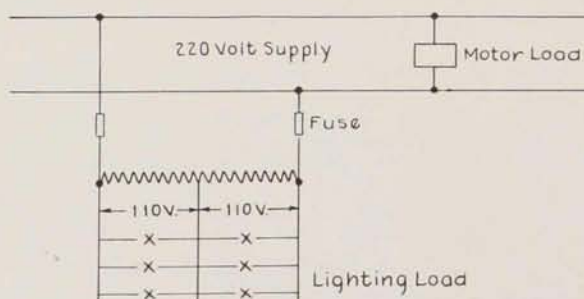 220 Volt Supply
Motor Load
Fuse
110V. 110V.
Lighting Load